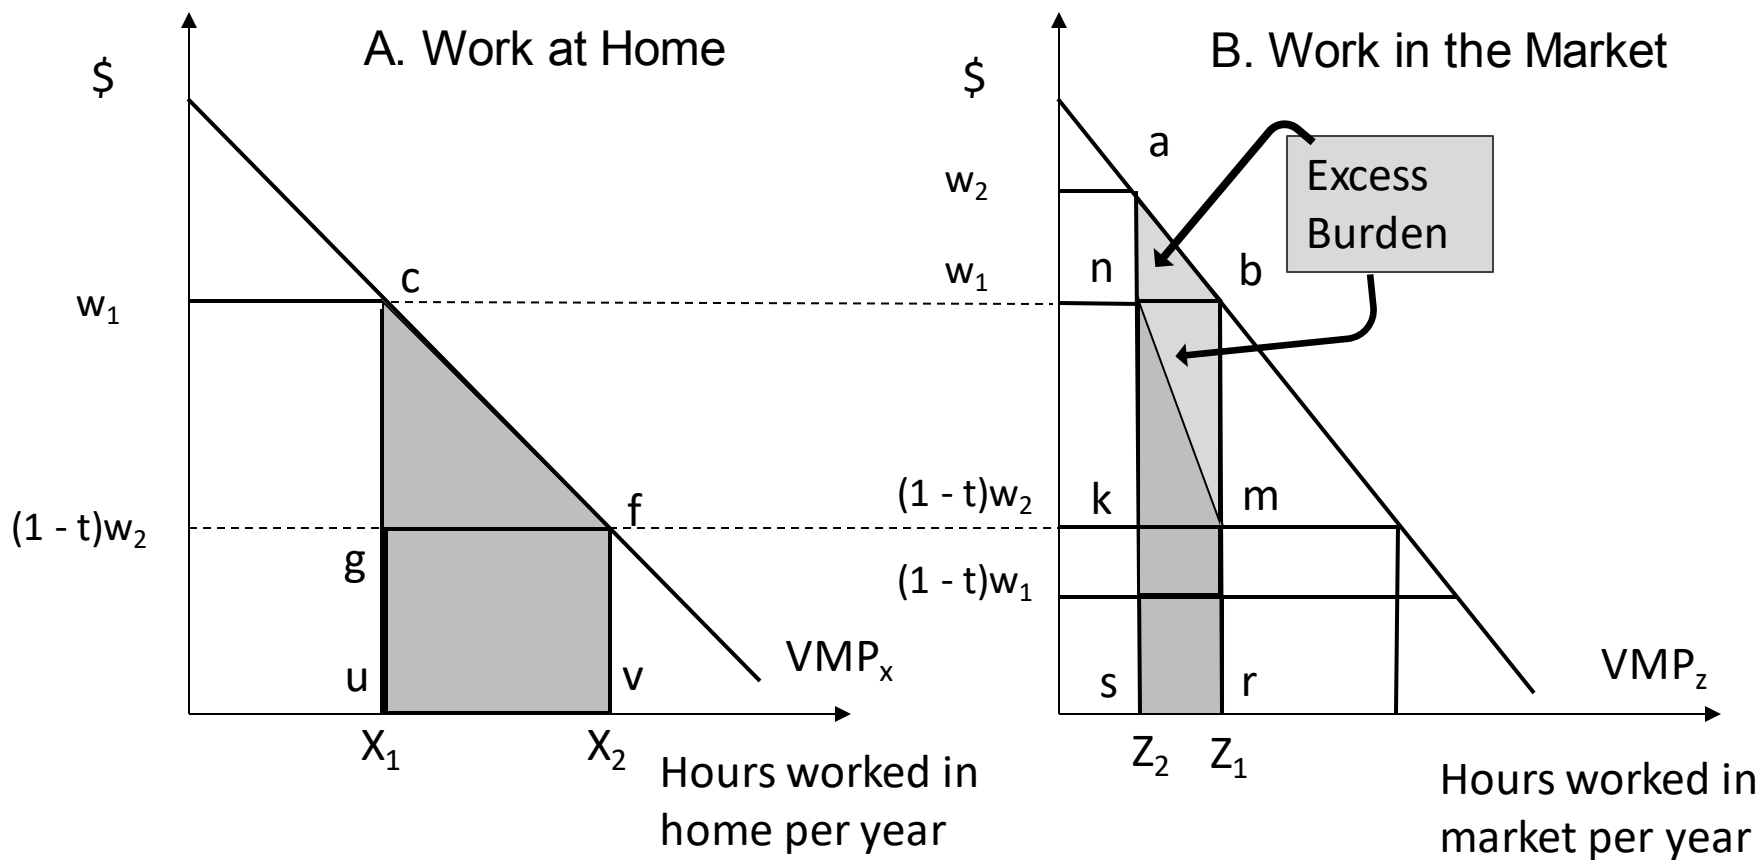 A. Work at Home
$
w₁
c
(1 - t)w₂
f
g
u
v
VMPₓ
X₁
X₂
Hours worked in
home per year
B. Work in the Market
$
a
w₂
Excess
Burden
w₁
n
b
(1 - t)w₂
k
m
(1 - t)w₁
s
r
VMP_z
Z₂
Z₁
Hours worked in
market per year